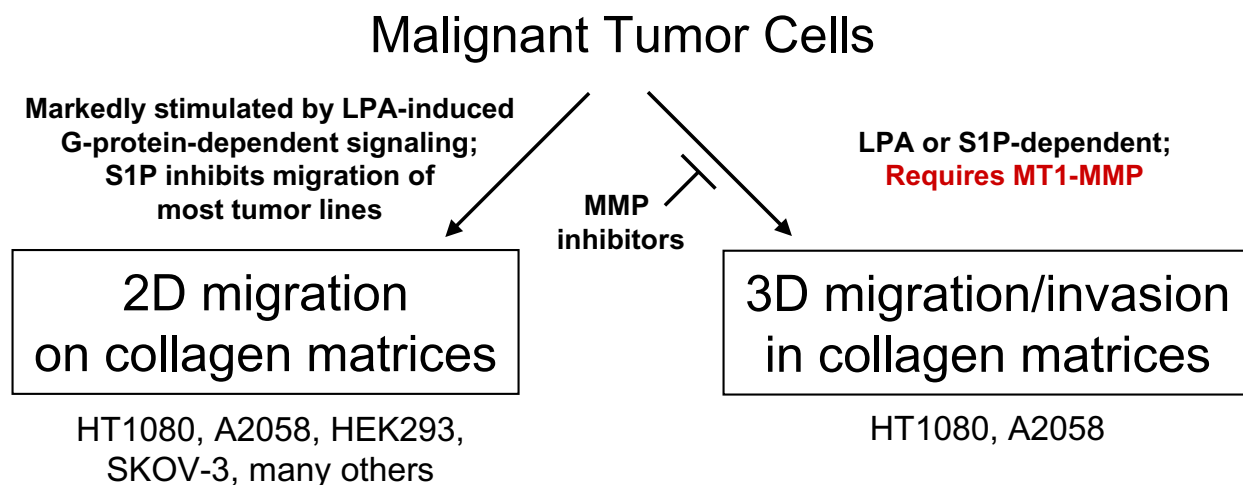 Malignant Tumor Cells
Markedly stimulated by LPA-induced
G-protein-dependent signaling;
S1P inhibits migration of
most tumor lines
MMP
inhibitors
LPA or S1P-dependent;
Requires MT1-MMP
2D migration
on collagen matrices
3D migration/invasion
in collagen matrices
HT1080, A2058, HEK293,
SKOV-3, many others
HT1080, A2058